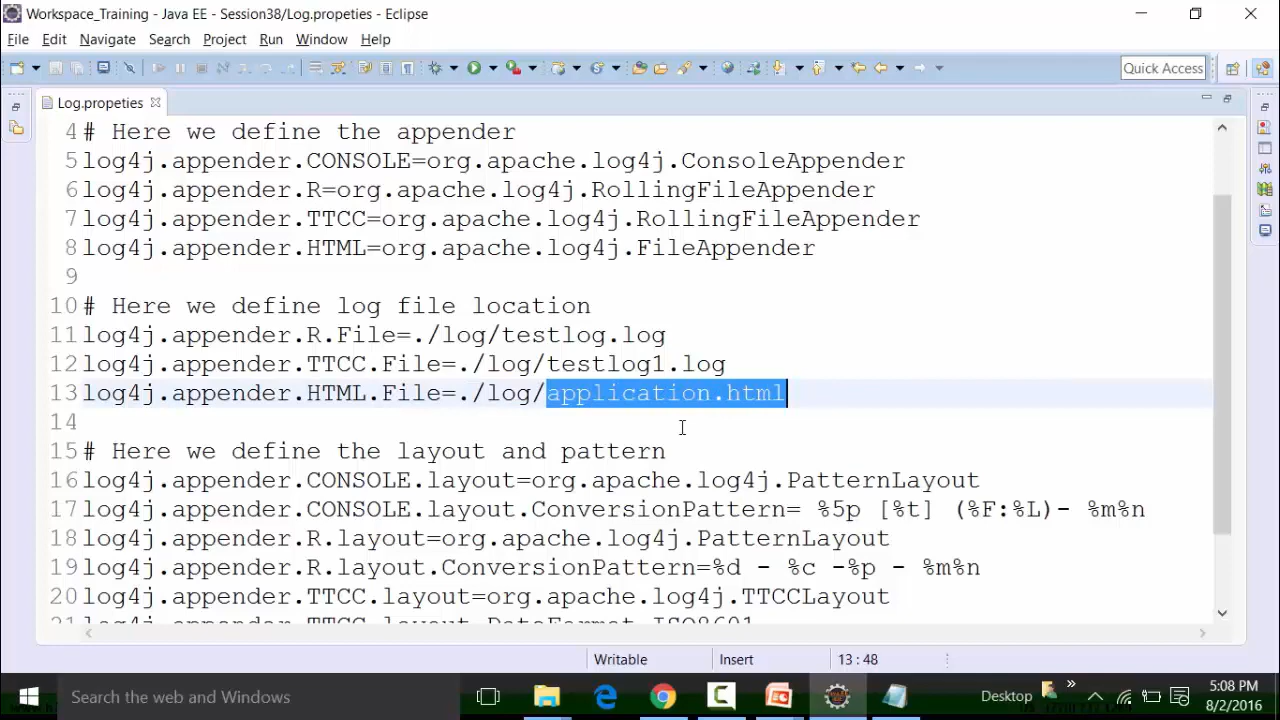 Workspace_Training - Java EE - Session38/Log.propeties - Eclipse
File Edit Navigate Search Project Run Window Help
Quick Access
Log.propeties
4 # Here we define the appender
5 log4j.appender.CONSOLE=org.apache.log4j.ConsoleAppender
6 log4j.appender.R=org.apache.log4j.RollingFileAppender
7 log4j.appender.TTCC=org.apache.log4j.RollingFileAppender
8 log4j.appender.HTML=org.apache.log4j.FileAppender
9
10 # Here we define log file location
11 log4j.appender.R.File=./log/testlog.log
12 log4j.appender.TTCC.File=./log/testlog1.log
13 log4j.appender.HTML.File=./log/application.html
14
15 # Here we define the layout and pattern
16 log4j.appender.CONSOLE.layout=org.apache.log4j.PatternLayout
17 log4j.appender.CONSOLE.layout.ConversionPattern= %5p [%t] (%F:%L)- %m%n
18 log4j.appender.R.layout=org.apache.log4j.PatternLayout
19 log4j.appender.R.layout.ConversionPattern=%d - %c -%p - %m%n
20 log4j.appender.TTCC.layout=org.apache.log4j.TTCCLayout
21 log4j.appender.TTCC.layout.DateFormat=ISO8601
Writable Insert 13 : 48
Search the web and Windows
Desktop
5:08 PM
8/2/2016